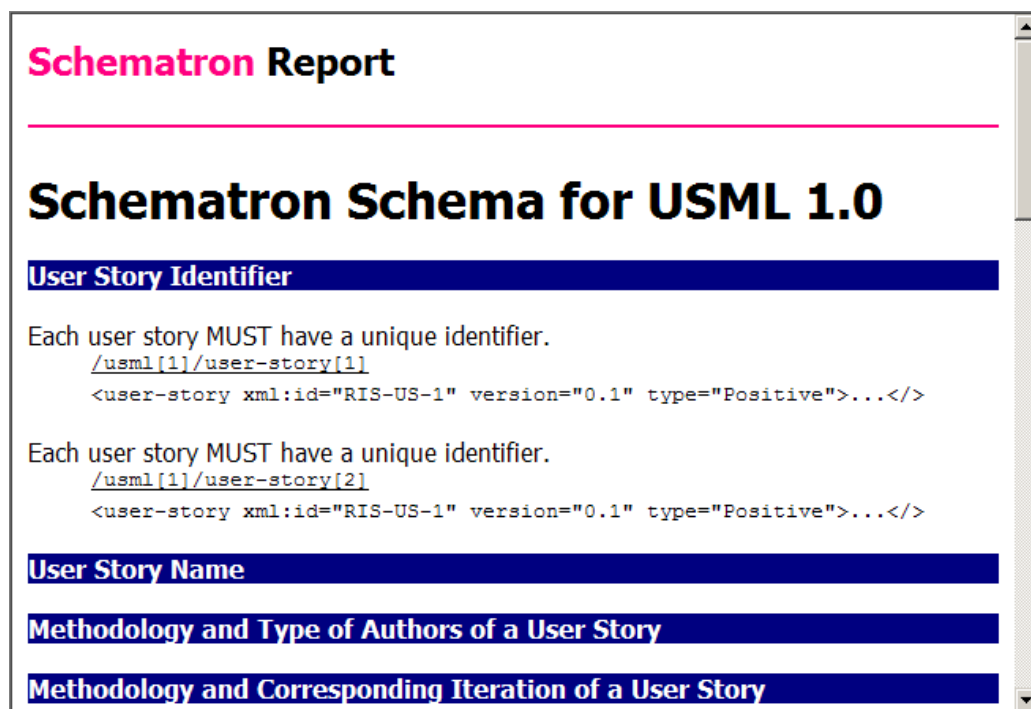 Schematron Report
Schematron Schema for USML 1.0
User Story Identifier
Each user story MUST have a unique identifier.
/usml[1]/user-story[1]
<user-story xml:id="RIS-US-1" version="0.1" type="Positive">...</>
Each user story MUST have a unique identifier.
/usml[1]/user-story[2]
<user-story xml:id="RIS-US-1" version="0.1" type="Positive">...</>
User Story Name
Methodology and Type of Authors of a User Story
Methodology and Corresponding Iteration of a User Story